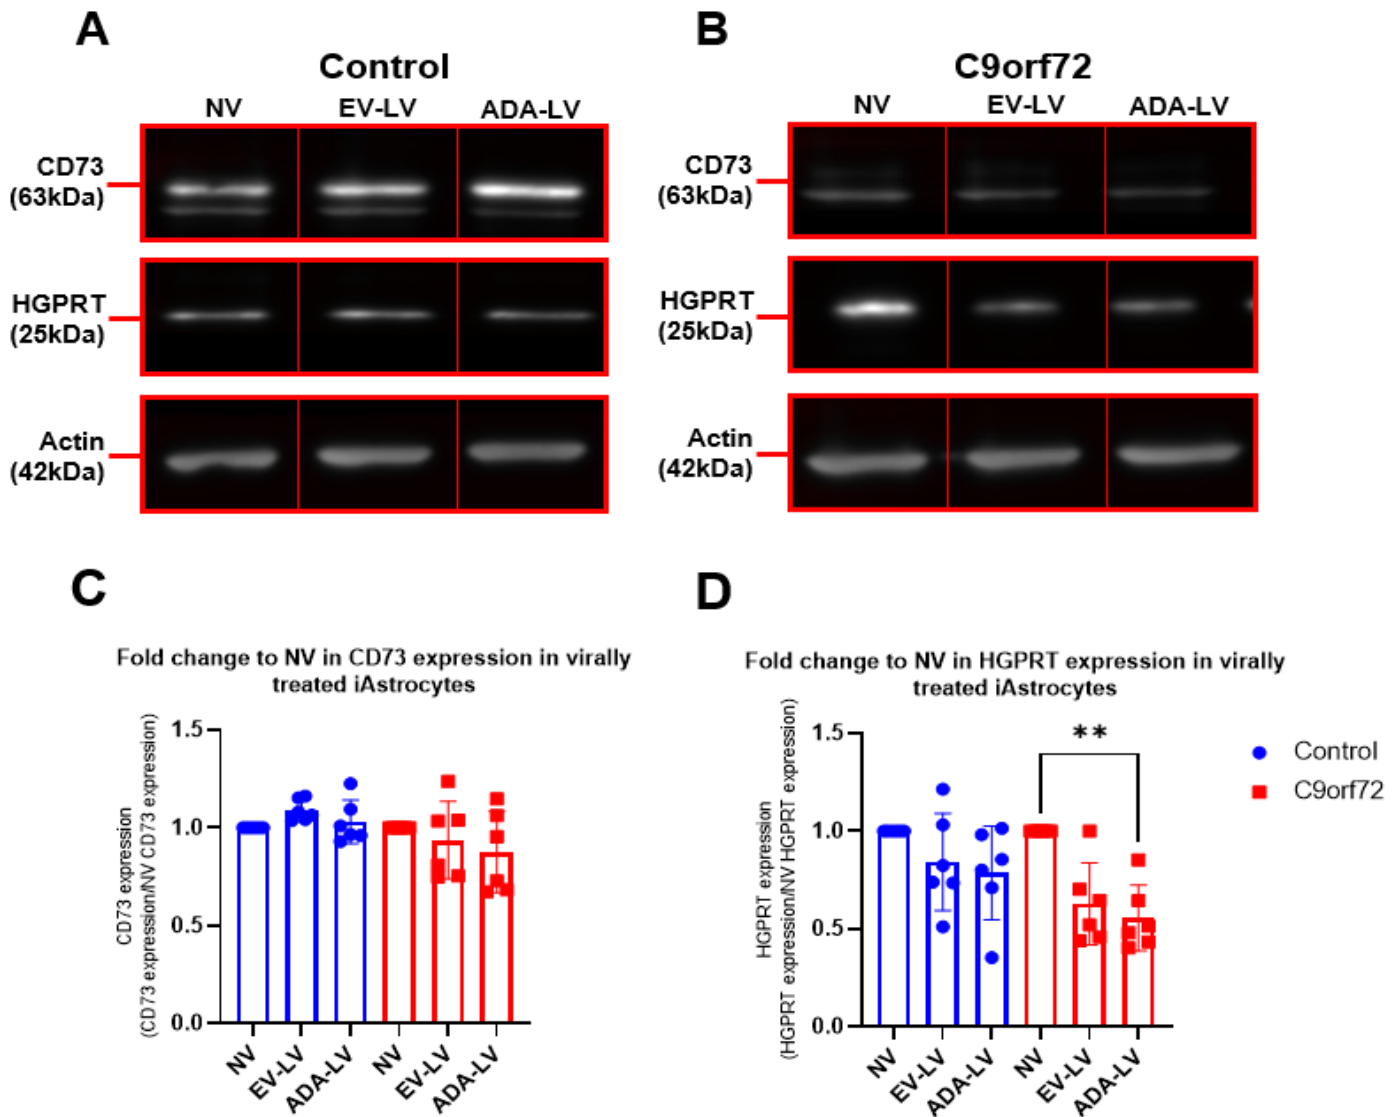 A
Control
NV EV-LV ADA-LV
CD73
(63kDa)
HGPRT
(25kDa)
Actin
(42kDa)
B
C9orf72
NV EV-LV ADA-LV
CD73
(63kDa)
HGPRT
(25kDa)
Actin
(42kDa)
C
Fold change to NV in CD73 expression in virally
treated iAstrocytes
CD73 expression
(CD73 expression/NV CD73 expression)
1.5
1.0
0.5
0.0
NV EV-LV ADA-LV NV EV-LV ADA-LV
D
Fold change to NV in HGPRT expression in virally
treated iAstrocytes
HGPRT expression
(HGPRT expression/NV HGPRT expression)
1.5
1.0
0.5
0.0
**
NV EV-LV ADA-LV NV EV-LV ADA-LV
Control
C9orf72